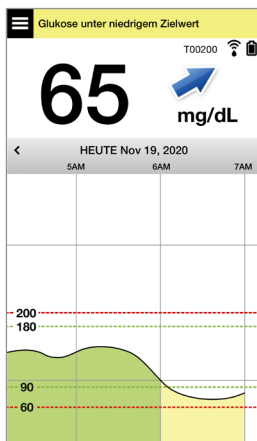 Glukose unter niedrigem Zielwert
T00200
65
mg/dL
HEUTE Nov 19, 2020
5AM 6AM 7AM
200
180
90
60